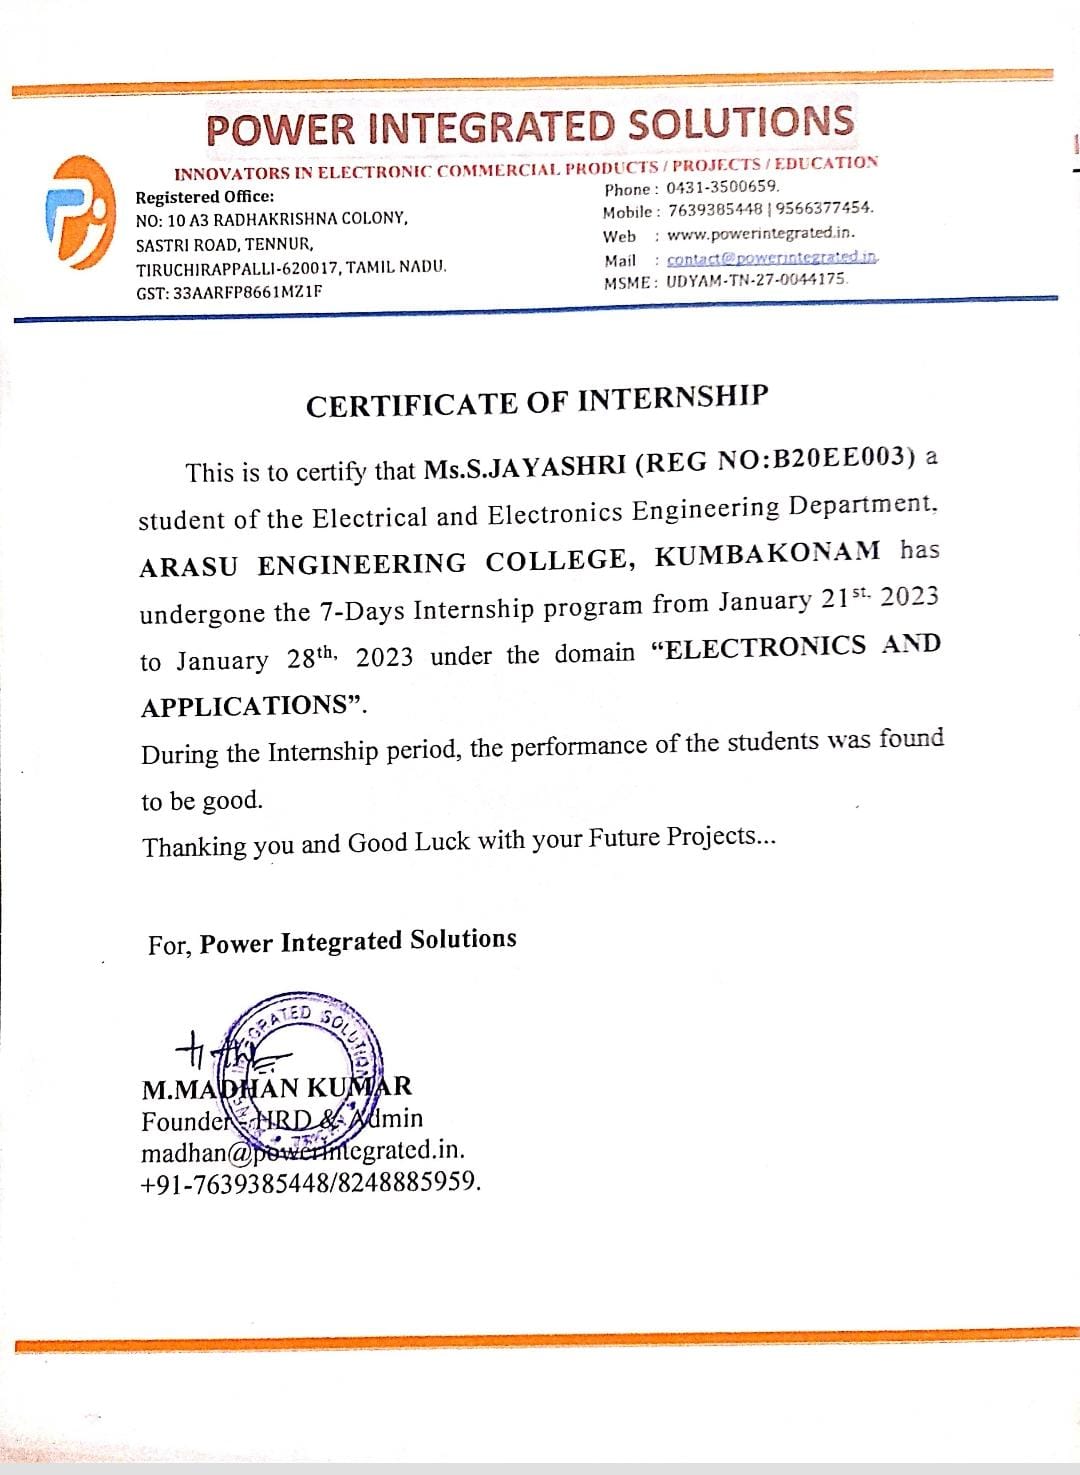 POWER INTEGRATED SOLUTIONS
INNOVATORS IN ELECTRONIC COMMERCIAL PRODUCTS / PROJECTS / EDUCATION
Registered Office:
NO: 10 A3 RADHAKRISHNA COLONY,
SASTRI ROAD, TENNUR,
TIRUCHIRAPPALLI-620017, TAMIL NADU.
GST: 33AARFP8661MZ1F
Phone : 0431-3500659.
Mobile : 7639385448 | 9566377454.
Web : www.powerintegrated.in.
Mail : contact@powerintegrated.in.
MSME : UDYAM-TN-27-0044175.
CERTIFICATE OF INTERNSHIP
This is to certify that Ms.S.JAYASHRI (REG NO:B20EE003) a
student of the Electrical and Electronics Engineering Department,
ARASU ENGINEERING COLLEGE, KUMBAKONAM has
undergone the 7-Days Internship program from January 21st, 2023
to January 28th, 2023 under the domain “ELECTRONICS AND
APPLICATIONS”.
During the Internship period, the performance of the students was found
to be good.
Thanking you and Good Luck with your Future Projects...
For, Power Integrated Solutions
INTEGRATED SOLUTIONS
M.MADHAN KUMAR
Founder - HRD & Admin
madhan@powerintegrated.in.
+91-7639385448/8248885959.